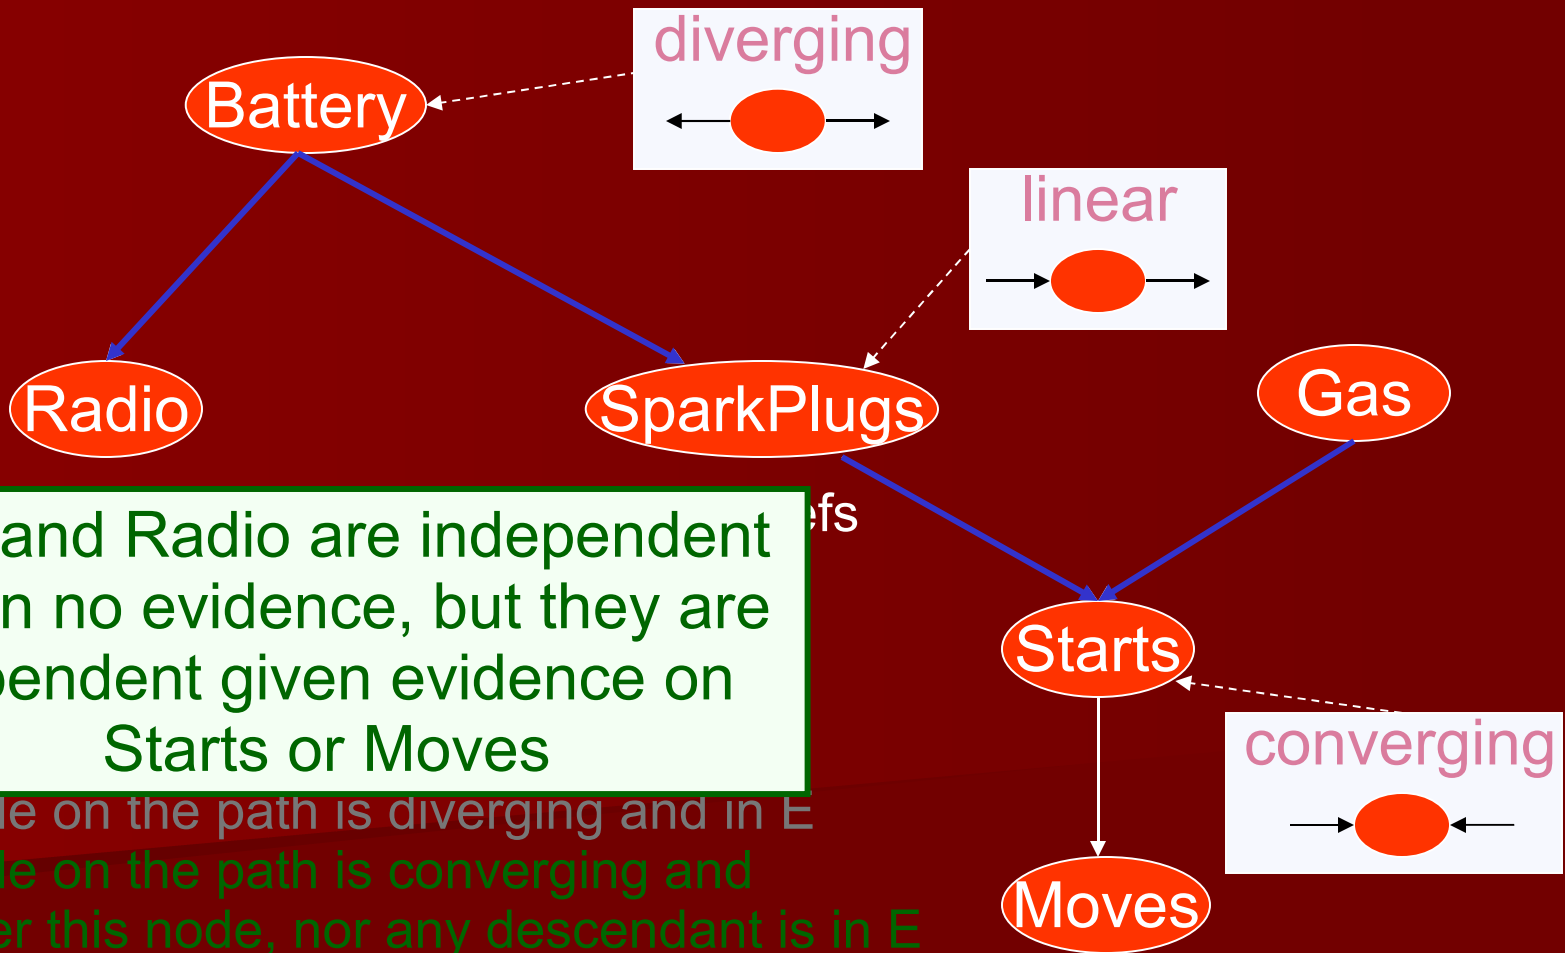 diverging
Battery
linear
Radio
SparkPlugs
Gas
efs
and Radio are independent
n no evidence, but they are
pendent given evidence on
Starts or Moves
Starts
converging
le on the path is diverging and in E
le on the path is converging and
er this node, nor any descendant is in E
Moves